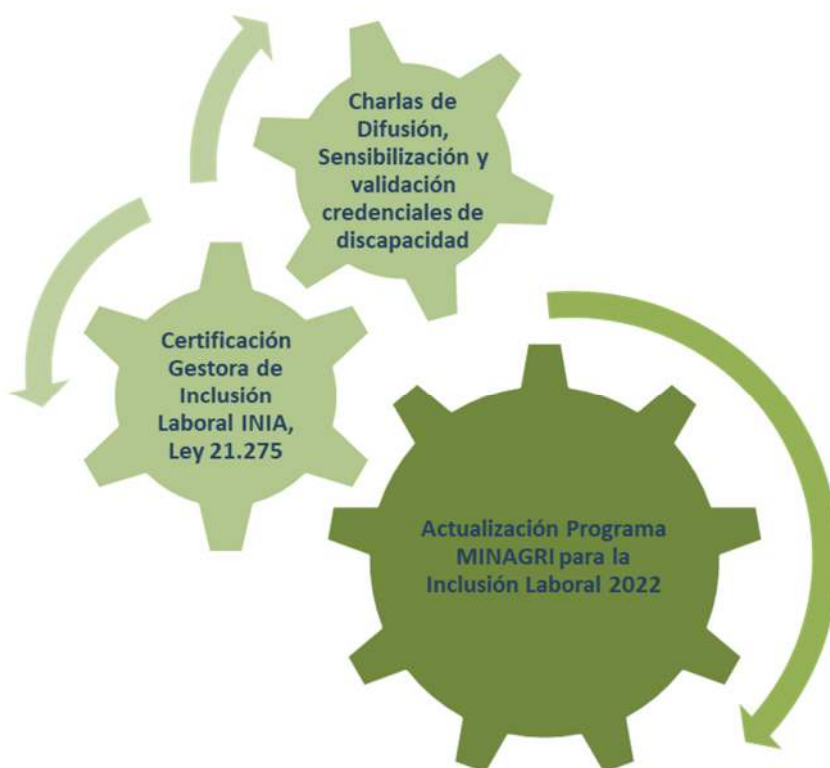 Charlas de
Difusión,
Sensibilización y
validación
credenciales de
discapacidad
Certificación
Gestora de
Inclusión
Laboral INIA,
Ley 21.275
Actualización Programa
MINAGRI para la
Inclusión Laboral 2022